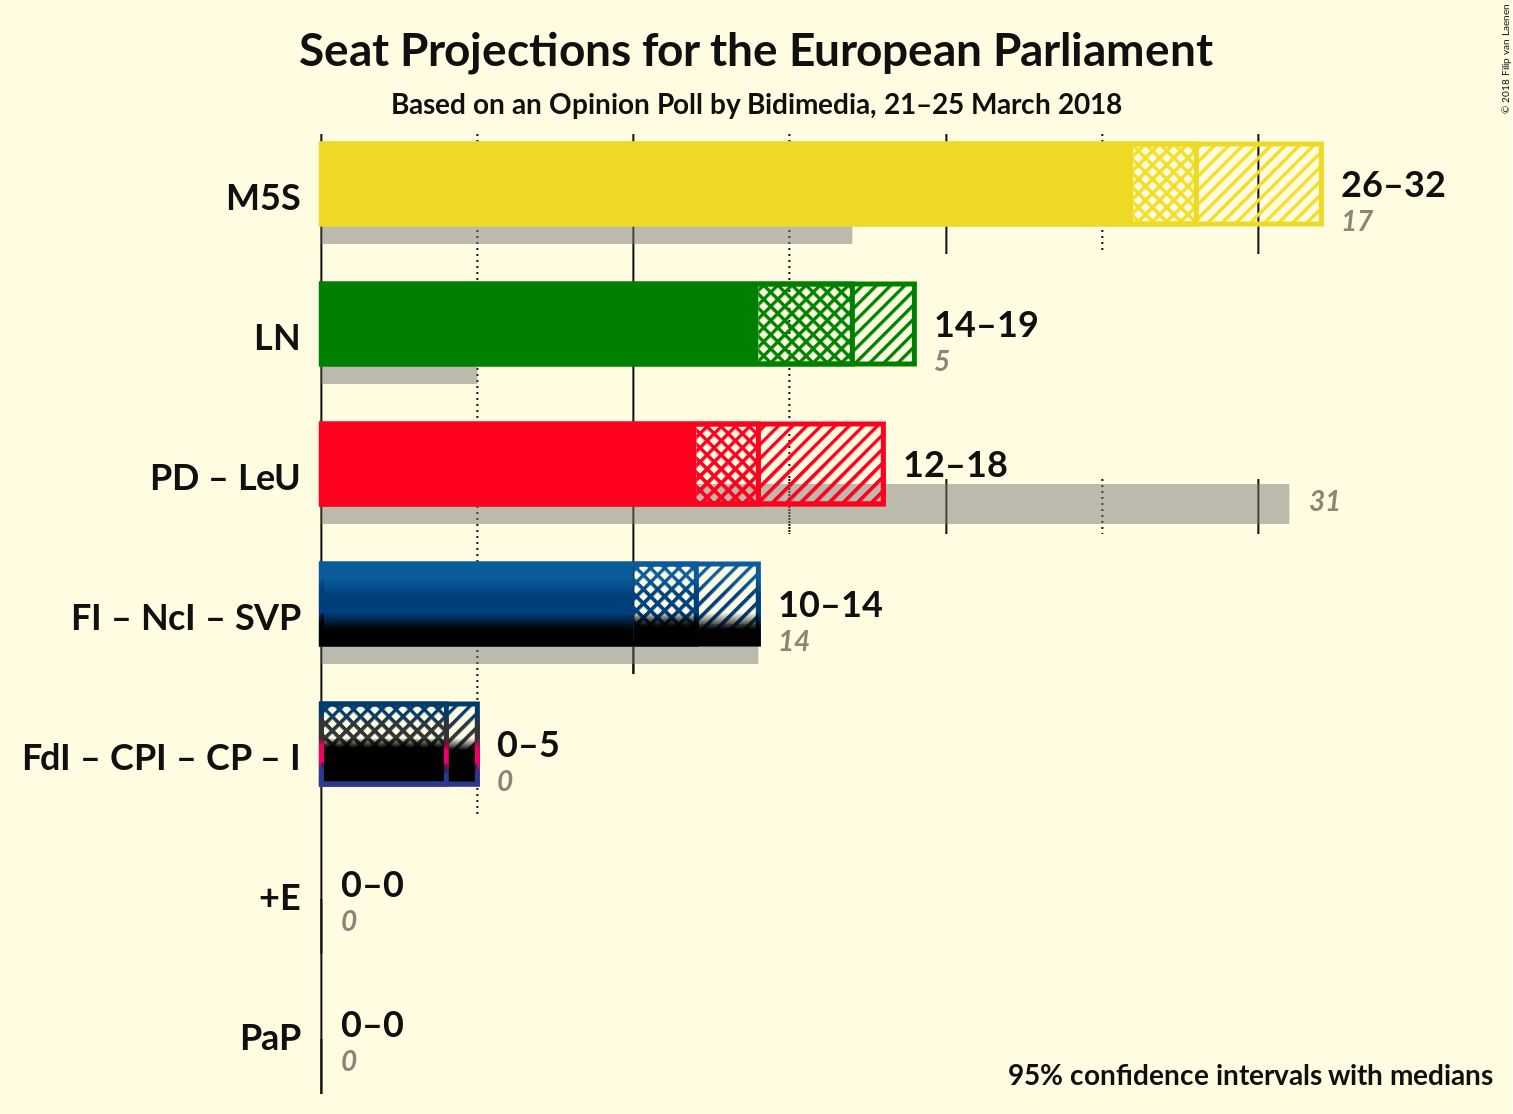 Seat Projections for the European Parliament
Based on an Opinion Poll by Bidimedia, 21–25 March 2018
© 2018 Filip van Laenen
M5S
26–32
17
LN
14–19
5
PD – LeU
12–18
31
FI – NcI – SVP
10–14
14
FdI – CPI – CP – I
0–5
0
+E
0–0
0
PaP
0–0
0
95% confidence intervals with medians